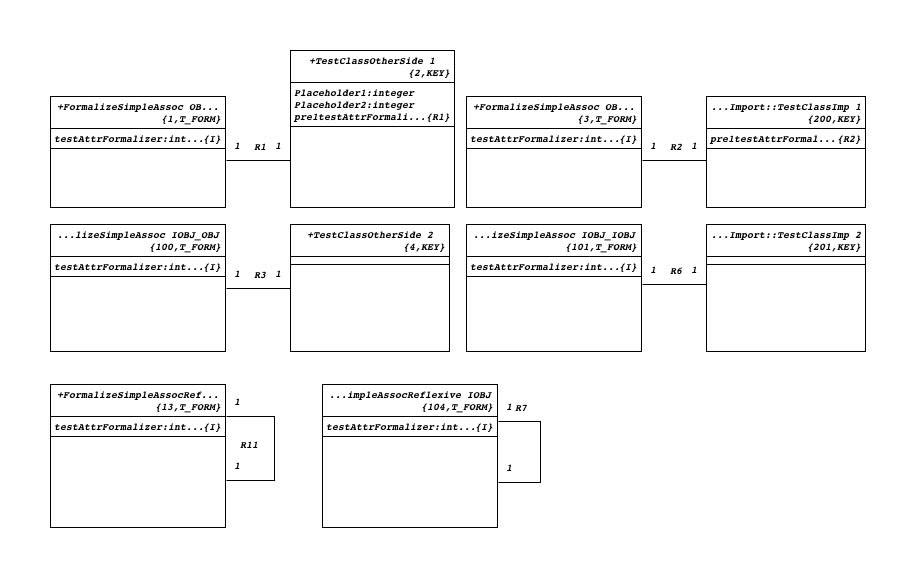 +TestClassOtherSide 1
{2,KEY}
Placeholder1:integer
Placeholder2:integer
preltestAttrFormali...{R1}
+FormalizeSimpleAssoc OB...
{1,T_FORM}
testAttrFormalizer:int...{I}
1 R1 1
+FormalizeSimpleAssoc OB...
{3,T_FORM}
testAttrFormalizer:int...{I}
1 R2 1
...Import::TestClassImp 1
{200,KEY}
preltestAttrFormal...{R2}
...lizeSimpleAssoc IOBJ_OBJ
{100,T_FORM}
testAttrFormalizer:int...{I}
1 R3 1
+TestClassOtherSide 2
{4,KEY}
...izeSimpleAssoc IOBJ_IOBJ
{101,T_FORM}
testAttrFormalizer:int...{I}
1 R6 1
...Import::TestClassImp 2
{201,KEY}
+FormalizeSimpleAssocRef...
{13,T_FORM}
testAttrFormalizer:int...{I}
1
R11
1
...impleAssocReflexive IOBJ
{104,T_FORM}
testAttrFormalizer:int...{I}
1 R7
1